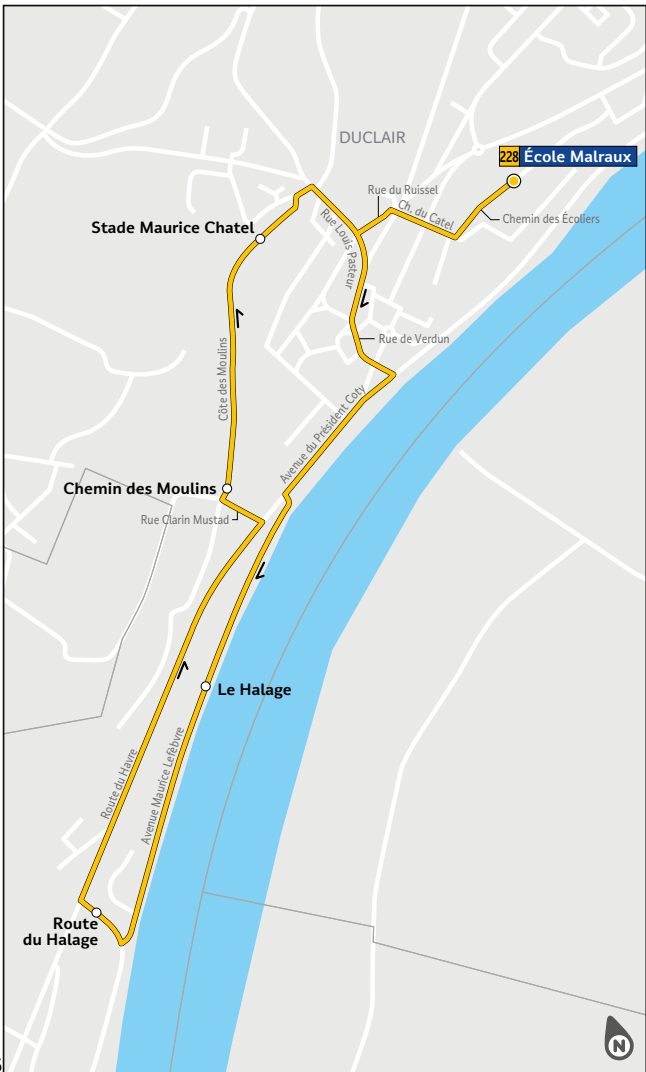 DUCLAIR
228 École Malraux
Rue du Ruissel
Ch. du Catel
Chemin des Écoliers
Stade Maurice Chatel
Rue Louis Pasteur
Rue de Verdun
Côte des Moulins
Avenue du Président Coty
Chemin des Moulins
Rue Clarin Mustad
Le Halage
Route du Havre
Avenue Maurice Lefèbvre
Route
du Halage
N